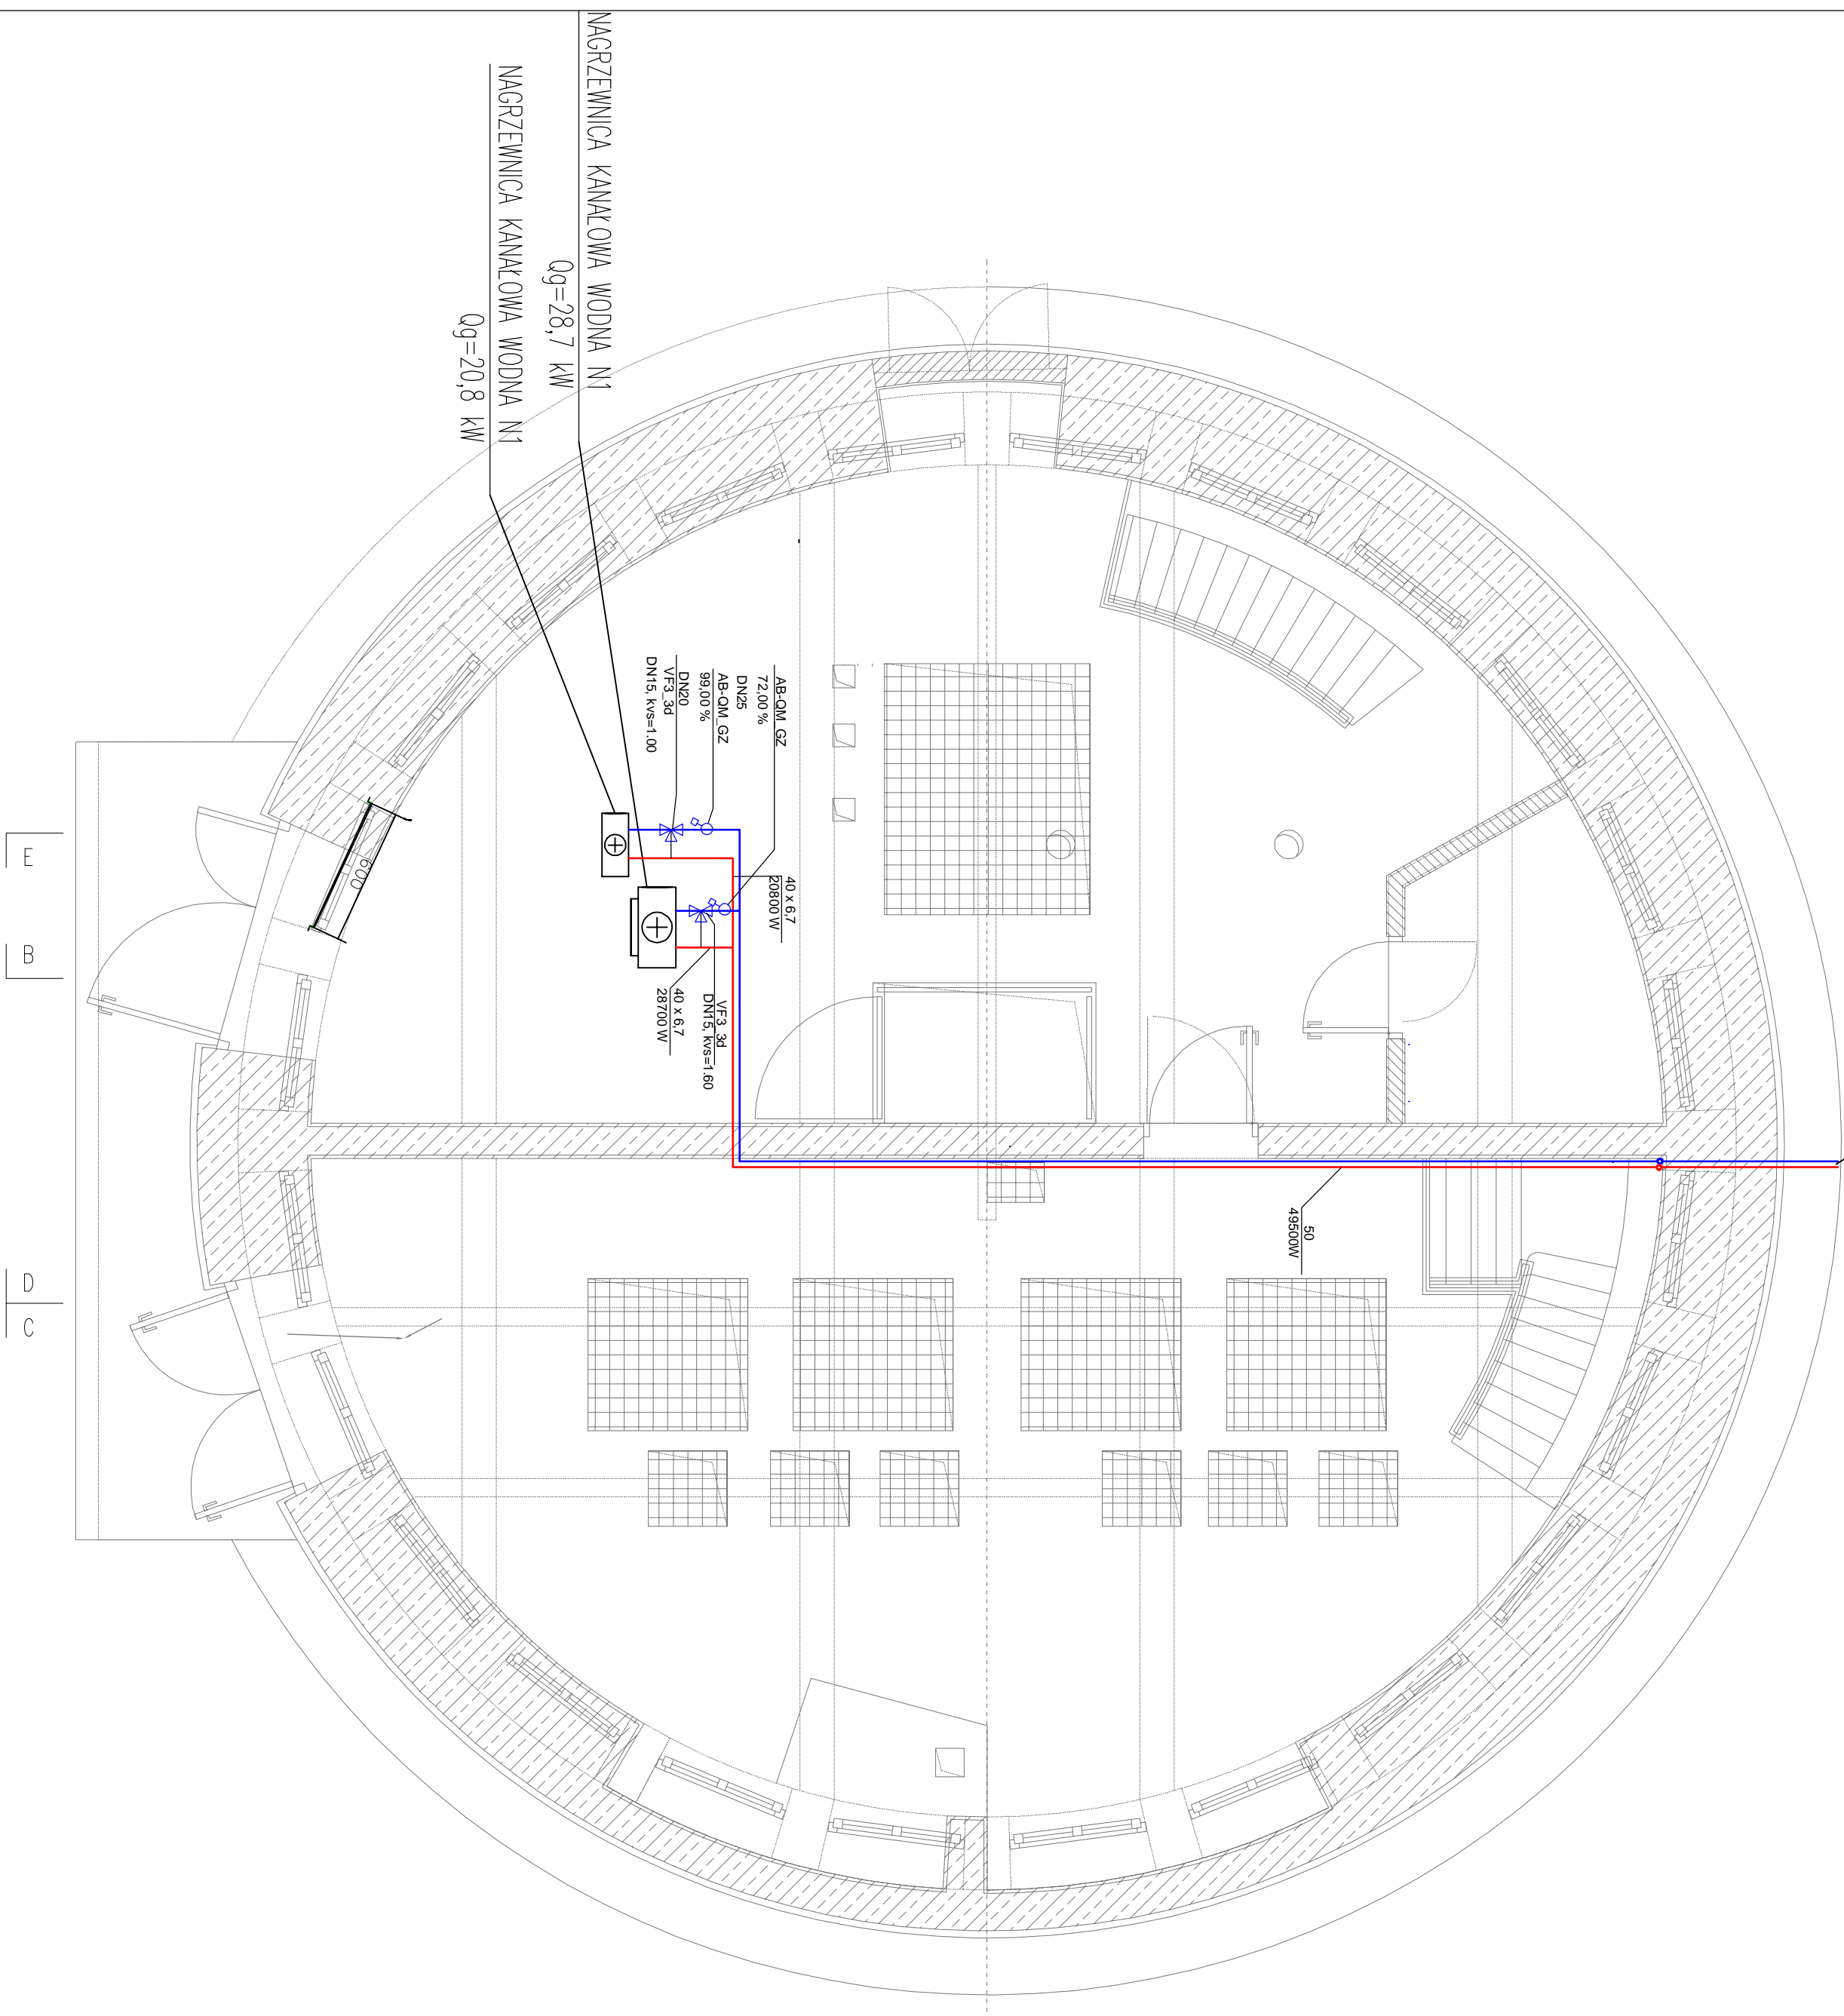 NAGRZEWNICA KANAŁOWA WODNA N1
Qg=28,7 kW
NAGRZEWNICA KANAŁOWA WODNA N1
Qg=20,8 kW
AB-QM_GZ
72,00 %
DN25
AB-QM_GZ
99,00 %
DN20
VF3_3d
DN15, kvs=1.00
40 x 6,7
20800 W
VF3_3d
DN15, kvs=1.60
40 x 6,7
28700 W
50
49500W
600
E
B
D
C